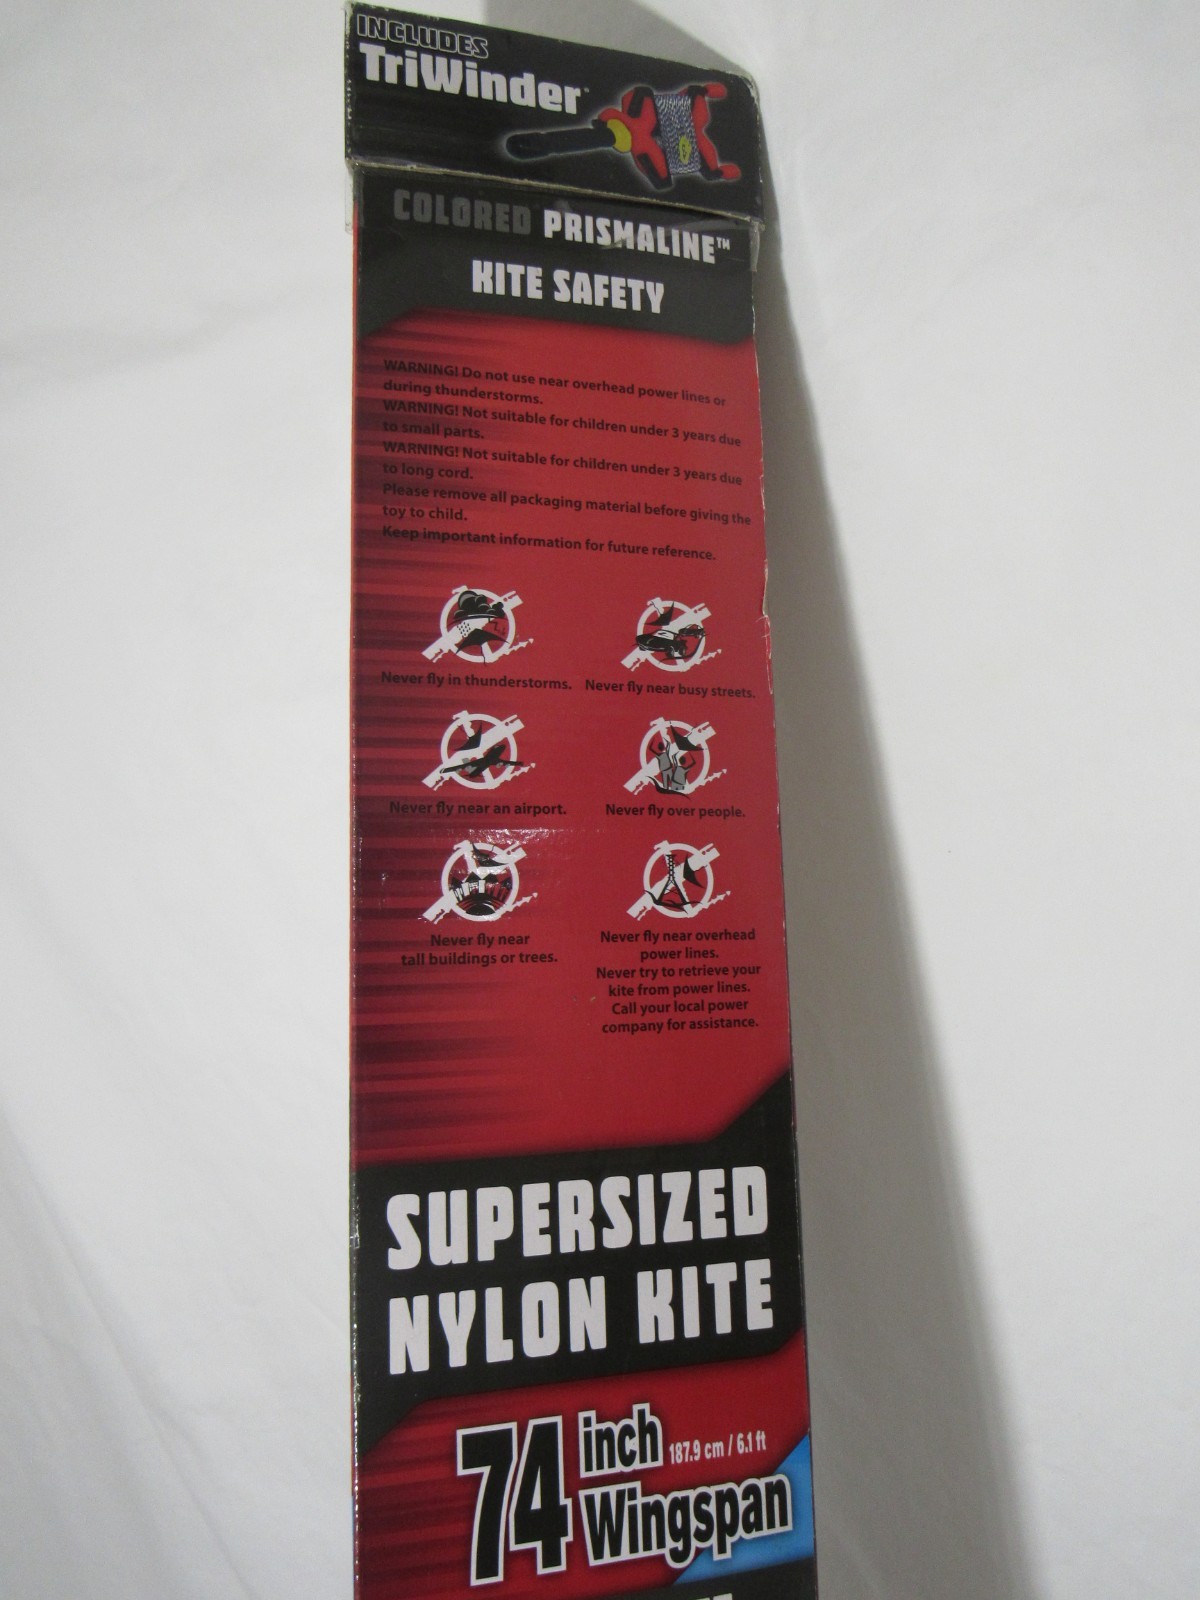 INCLUDES
TriWinder
COLORED PRISMALINE™
KITE SAFETY
WARNING! Do not use near overhead power lines or
during thunderstorms.
WARNING! Not suitable for children under 3 years due
to small parts.
WARNING! Not suitable for children under 3 years due
to long cord.
Please remove all packaging material before giving the
toy to child.
Keep important information for future reference.
Never fly in thunderstorms.
Never fly near busy streets.
Never fly near an airport.
Never fly over people.
Never fly near
tall buildings or trees.
Never fly near overhead
power lines.
Never try to retrieve your
kite from power lines.
Call your local power
company for assistance.
SUPERSIZED
NYLON KITE
74 inch
187.9 cm / 6.1 ft
Wingspan